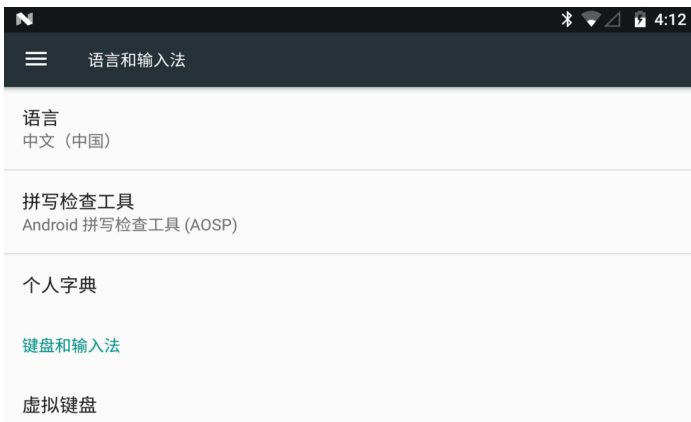 4:12
语言和输入法
语言
中文（中国）
拼写检查工具
Android 拼写检查工具 (AOSP)
个人字典
键盘和输入法
虚拟键盘